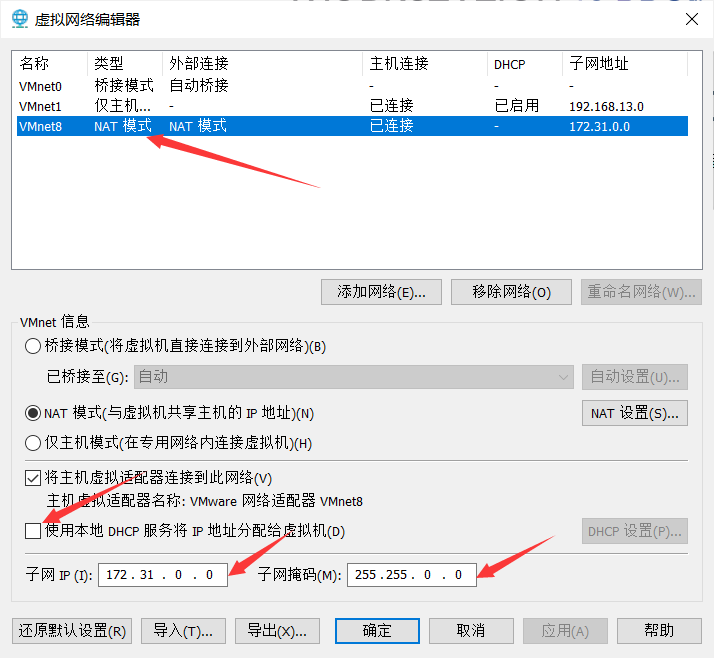 虚拟网络编辑器
名称 类型 外部连接 主机连接 DHCP 子网地址
VMnet0 桥接模式 自动桥接 - - -
VMnet1 仅主机... - 已连接 已启用 192.168.13.0
VMnet8 NAT 模式 NAT 模式 已连接 - 172.31.0.0
添加网络(E)... 移除网络(O) 重命名网络(W)...
VMnet 信息
桥接模式(将虚拟机直接连接到外部网络)(B)
已桥接至(G): 自动 自动设置(U)...
NAT 模式(与虚拟机共享主机的 IP 地址)(N) NAT 设置(S)...
仅主机模式(在专用网络内连接虚拟机)(H)
将主机虚拟适配器连接到此网络(V)
主机虚拟适配器名称: VMware 网络适配器 VMnet8
使用本地 DHCP 服务将 IP 地址分配给虚拟机(D) DHCP 设置(P)...
子网 IP (I): 172 . 31 . 0 . 0 子网掩码(M): 255.255. 0 . 0
还原默认设置(R) 导入(T)... 导出(X)... 确定 取消 应用(A) 帮助